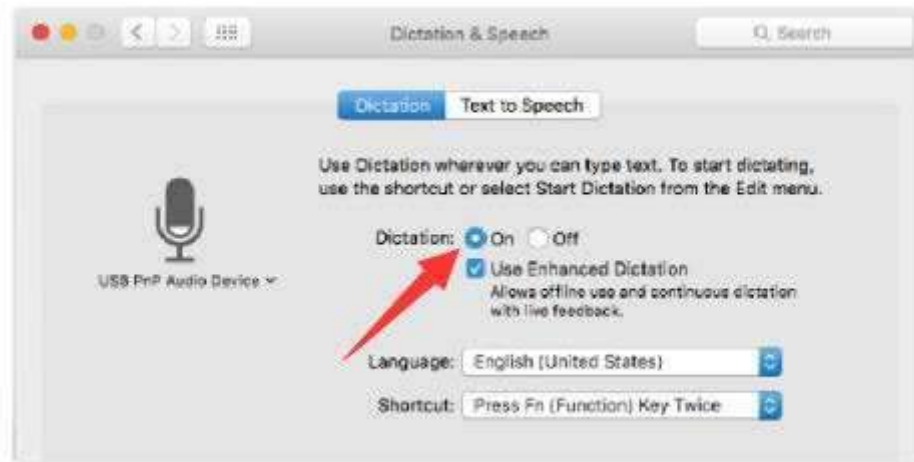 Dictation & Speech
Search
Dictation
Text to Speech
Use Dictation wherever you can type text. To start dictating,
use the shortcut or select Start Dictation from the Edit menu.
USB PnP Audio Device
Dictation: On Off
Use Enhanced Dictation
Allows offline use and continuous dictation
with live feedback.
Language: English (United States)
Shortcut: Press Fn (Function) Key Twice